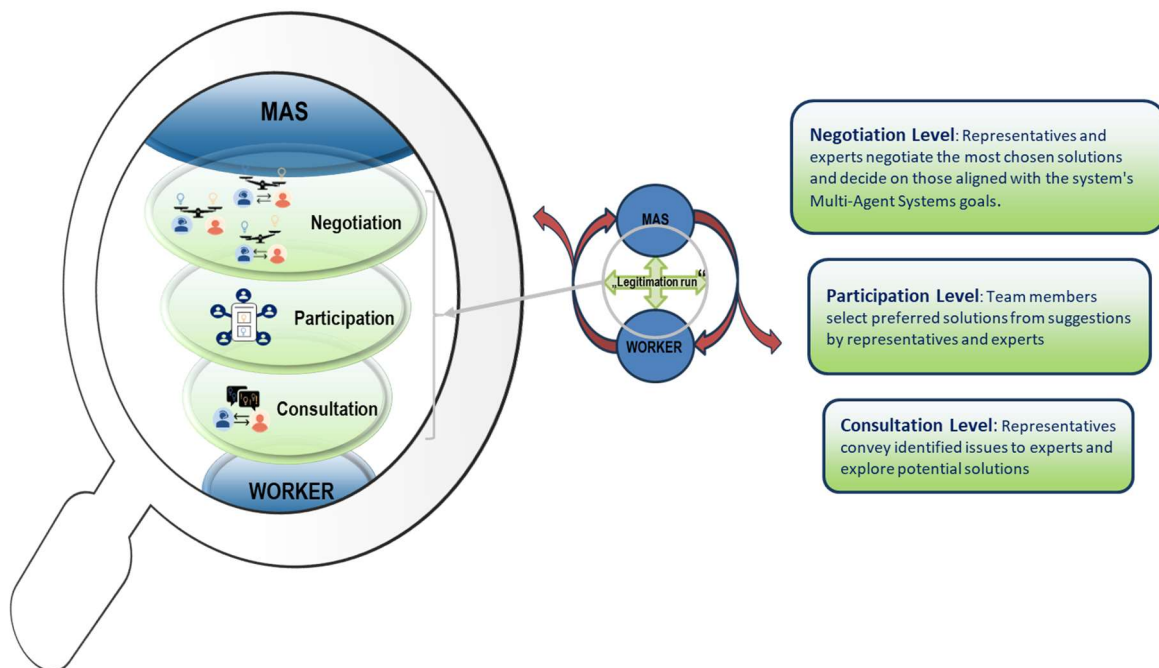 MAS
Negotiation
Participation
Consultation
WORKER
MAS
„Legitimation run“
WORKER
Negotiation Level: Representatives and
experts negotiate the most chosen solutions
and decide on those aligned with the system's
Multi-Agent Systems goals.
Participation Level: Team members
select preferred solutions from suggestions
by representatives and experts
Consultation Level: Representatives
convey identified issues to experts and
explore potential solutions